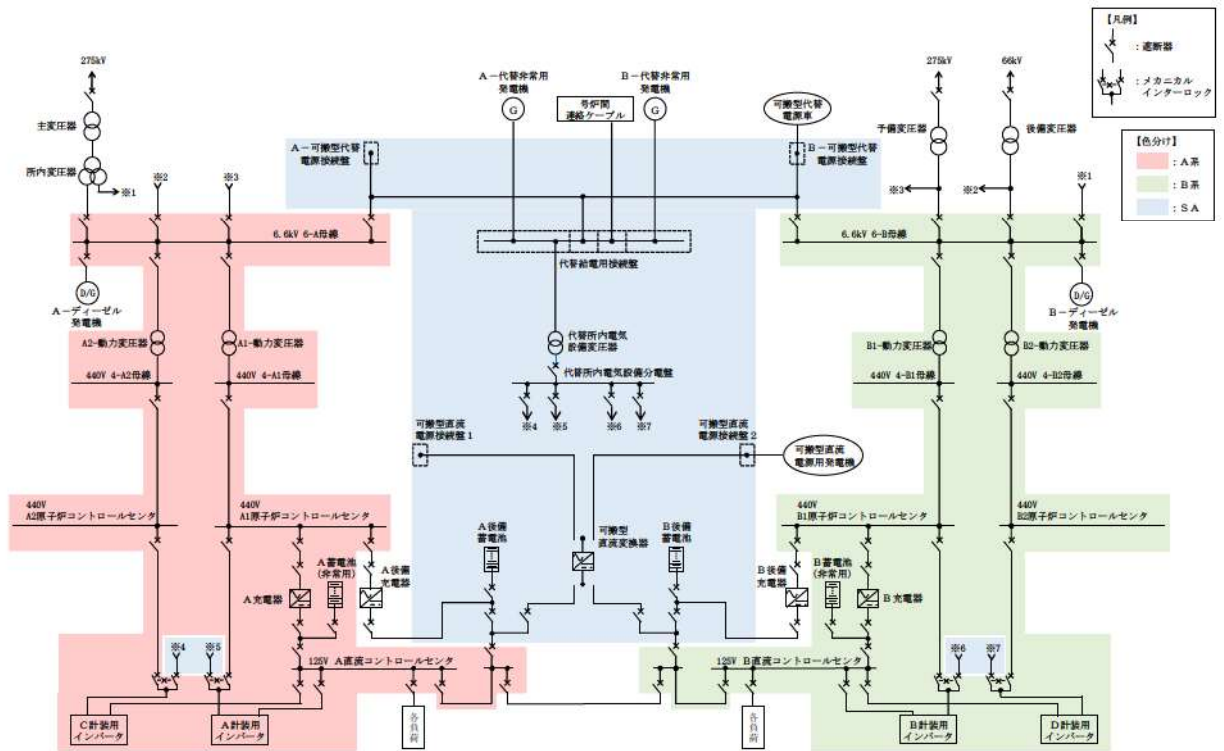 【凡例】
：遮断器
：メカニカル
インターロック
【色分け】
：A系
：B系
：SA
275kV
主変圧器
所内変圧器
※1
※2
※3
A－代替非常用
発電機
G
号炉間
連絡ケーブル
B－代替非常用
発電機
G
可搬型代替
電源車
A－可搬型代替
電源接続盤
B－可搬型代替
電源接続盤
275kV
66kV
予備変圧器
後備変圧器
※3
※2
※1
6.6kV 6-A母線
代替給電用接続盤
6.6kV 6-B母線
D/G
A－ディーゼル
発電機
D/G
B－ディーゼル
発電機
A2-動力変圧器
A1-動力変圧器
代替所内電気
設備変圧器
B1-動力変圧器
B2-動力変圧器
440V 4-A2母線
440V 4-A1母線
代替所内電気設備分電盤
440V 4-B1母線
440V 4-B2母線
※4
※5
※6
※7
可搬型直流
電源接続盤1
可搬型直流
電源接続盤2
可搬型直流
電源用発電機
440V
A2原子炉コントロールセンタ
440V
A1原子炉コントロールセンタ
440V
B1原子炉コントロールセンタ
440V
B2原子炉コントロールセンタ
A充電器
A蓄電池
(非常用)
A後備
充電器
A後備
蓄電池
可搬型
直流変換器
B後備
蓄電池
B後備
充電器
B蓄電池
(非常用)
B充電器
※4
※5
125V A直流コントロールセンタ
125V B直流コントロールセンタ
※6
※7
C計装用
インバータ
A計装用
インバータ
各負荷
各負荷
B計装用
インバータ
D計装用
インバータ